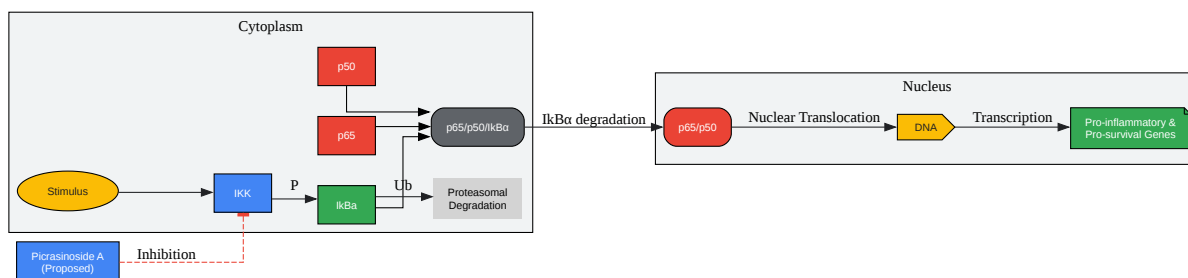 Cytoplasm
p50
p65
p65/p50/IkBα
Stimulus
IKK
P
IkBa
Ub
Proteasomal
Degradation
Picrasinoside A
(Proposed)
Inhibition
IkBα degradation
Nucleus
p65/p50
Nuclear Translocation
DNA
Transcription
Pro-inflammatory &
Pro-survival Genes